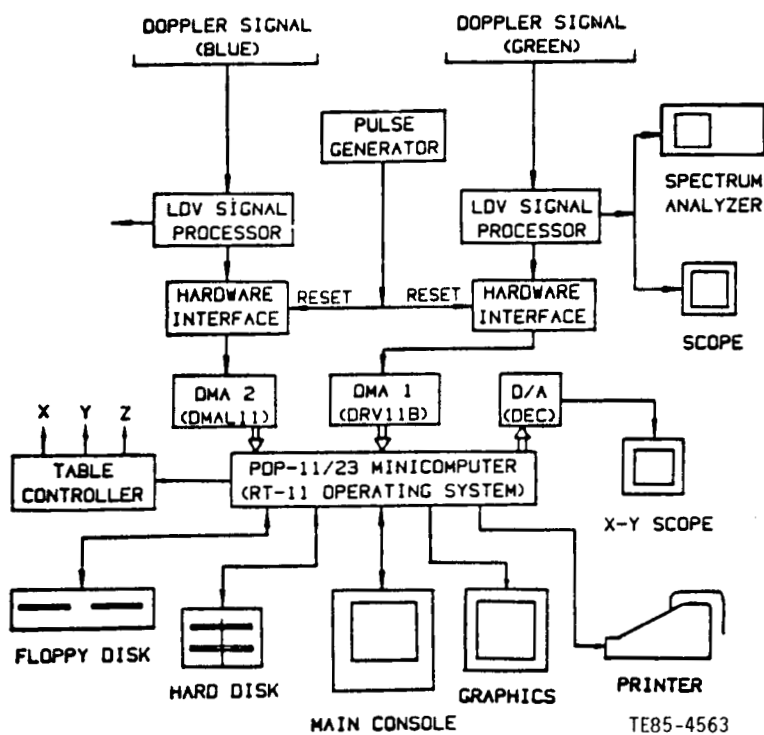 DOPPLER SIGNAL
(BLUE)
DOPPLER SIGNAL
(GREEN)
PULSE
GENERATOR
SPECTRUM
ANALYZER
LDV SIGNAL
PROCESSOR
LDV SIGNAL
PROCESSOR
HARDWARE
INTERFACE
RESET
RESET
HARDWARE
INTERFACE
SCOPE
DMA 2
(DMAL11)
DMA 1
(DRV11B)
D/A
(DEC)
X Y Z
TABLE
CONTROLLER
PDP-11/23 MINICOMPUTER
(RT-11 OPERATING SYSTEM)
X-Y SCOPE
FLOPPY DISK
HARD DISK
MAIN CONSOLE
GRAPHICS
PRINTER
TE85-4563